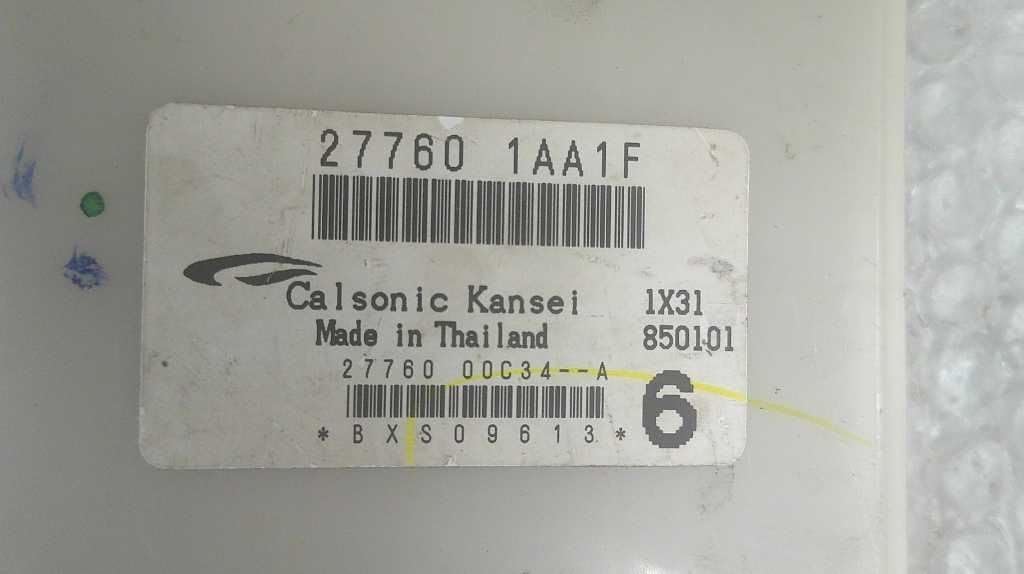 27760 1AA1F
Calsonic Kansei 1X31
Made in Thailand 850101
27760 00C34--A
*BXS09613* 6